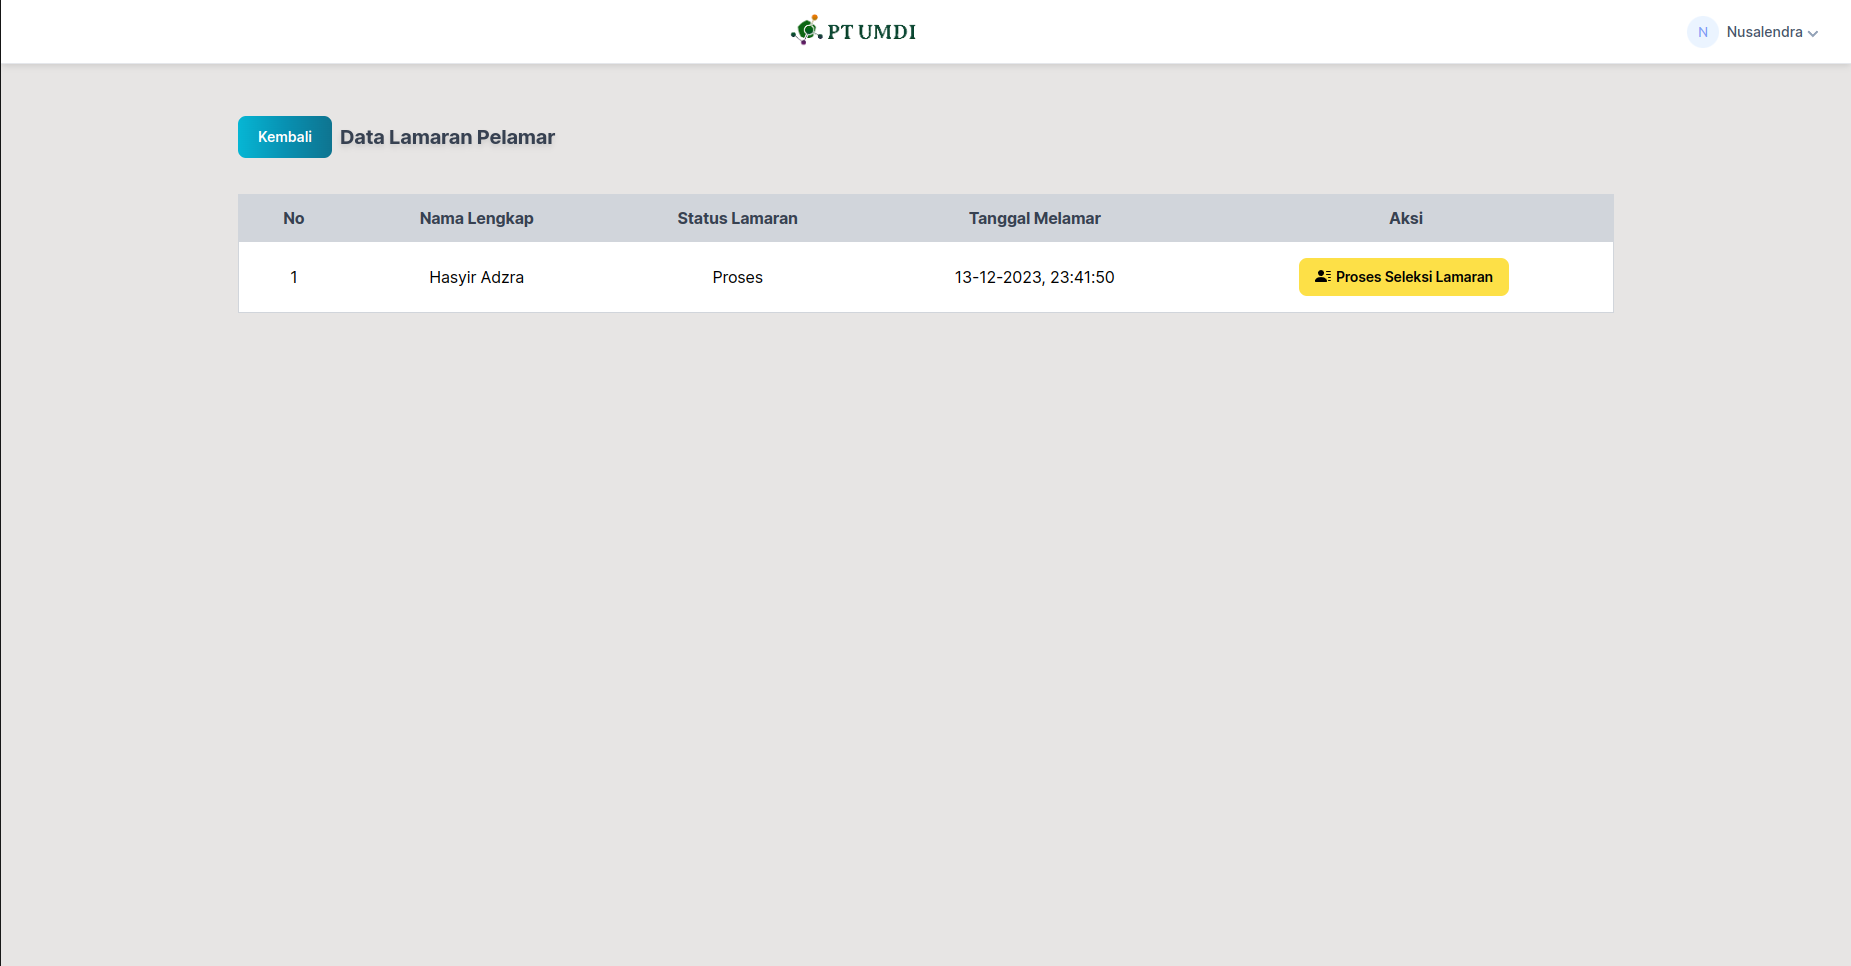 PT UMDI
N Nusalendra
Kembali Data Lamaran Pelamar
No Nama Lengkap Status Lamaran Tanggal Melamar Aksi
1 Hasyir Adzra Proses 13-12-2023, 23:41:50 Proses Seleksi Lamaran